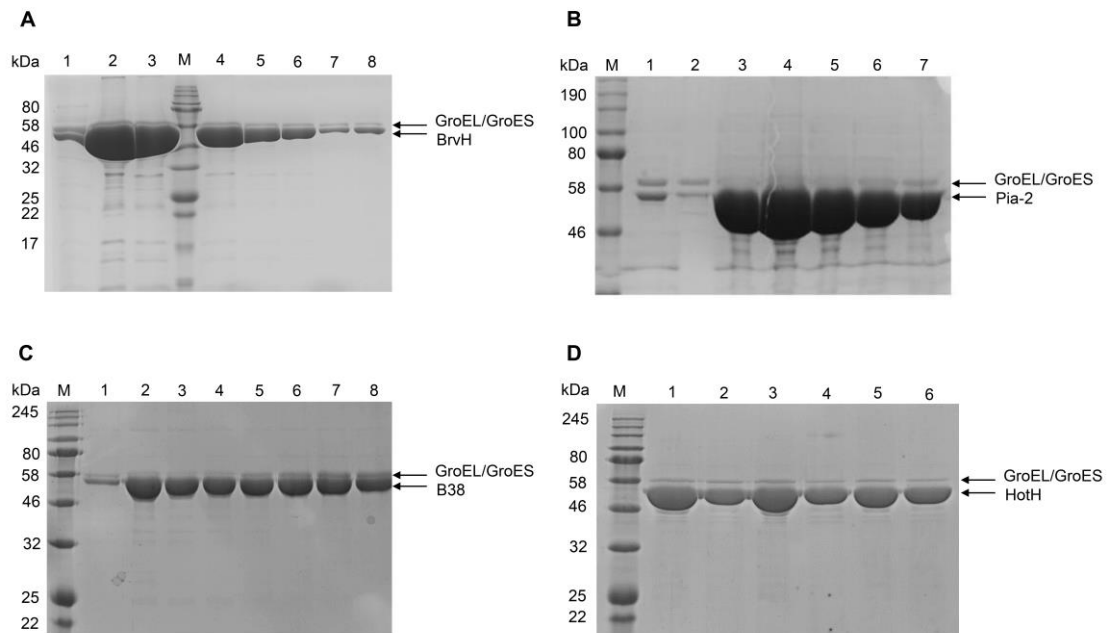 A
kDa 1 2 3 M 4 5 6 7 8
80
58
46
32
25
22
17
GroEL/GroES
BrvH
B
kDa M 1 2 3 4 5 6 7
190
100
80
58
46
GroEL/GroES
Pia-2
C
kDa M 1 2 3 4 5 6 7 8
245
80
58
46
32
25
22
GroEL/GroES
B38
D
kDa M 1 2 3 4 5 6
245
80
58
46
32
25
22
GroEL/GroES
HotH